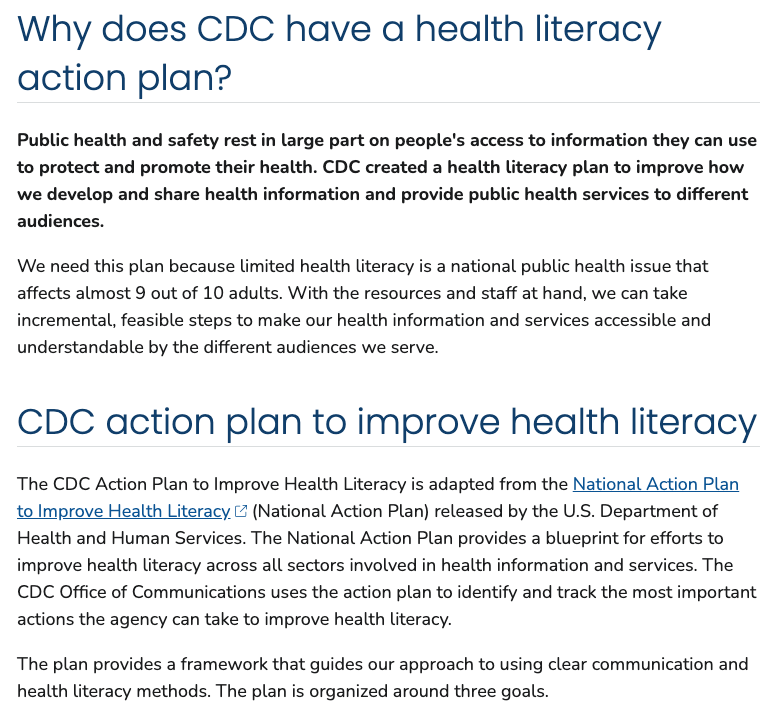 Why does CDC have a health literacy
action plan?
Public health and safety rest in large part on people's access to information they can use
to protect and promote their health. CDC created a health literacy plan to improve how
we develop and share health information and provide public health services to different
audiences.
We need this plan because limited health literacy is a national public health issue that
affects almost 9 out of 10 adults. With the resources and staff at hand, we can take
incremental, feasible steps to make our health information and services accessible and
understandable by the different audiences we serve.
CDC action plan to improve health literacy
The CDC Action Plan to Improve Health Literacy is adapted from the National Action Plan
to Improve Health Literacy (National Action Plan) released by the U.S. Department of
Health and Human Services. The National Action Plan provides a blueprint for efforts to
improve health literacy across all sectors involved in health information and services. The
CDC Office of Communications uses the action plan to identify and track the most important
actions the agency can take to improve health literacy.
The plan provides a framework that guides our approach to using clear communication and
health literacy methods. The plan is organized around three goals.